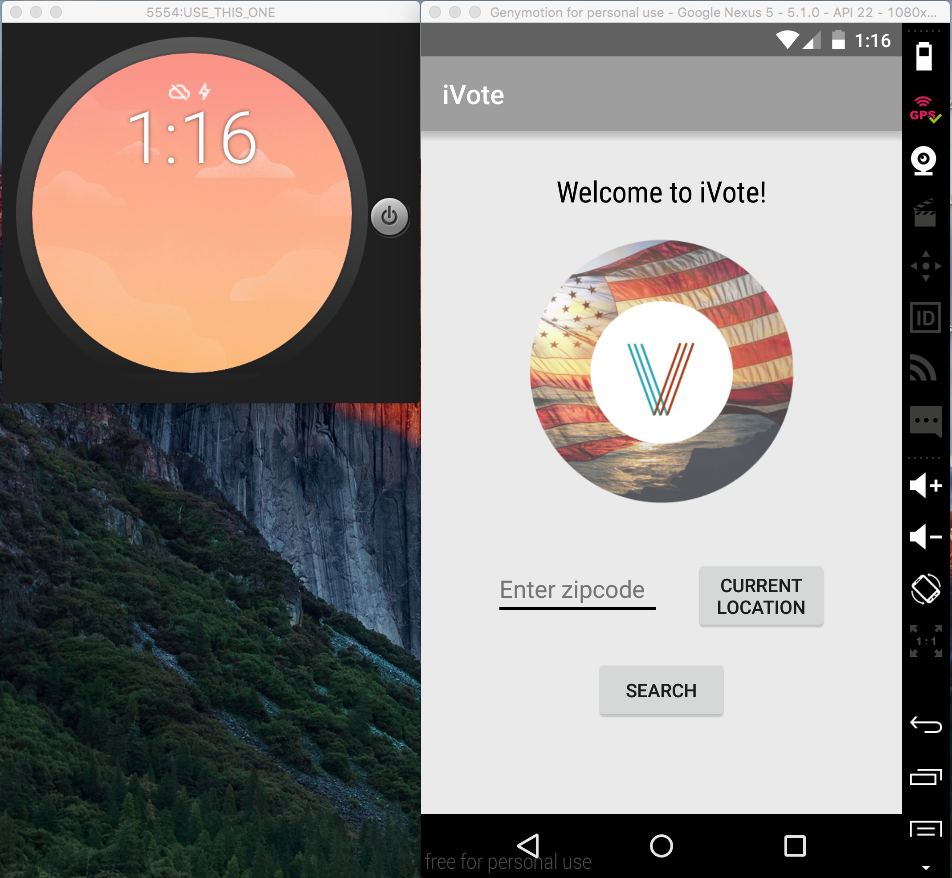 5554:USE_THIS_ONE
1:16
Genymotion for personal use - Google Nexus 5 - 5.1.0 - API 22 - 1080x...
1:16
iVote
Welcome to iVote!
V
Enter zipcode
CURRENT
LOCATION
SEARCH
free for personal use
GPS
ID
1:1